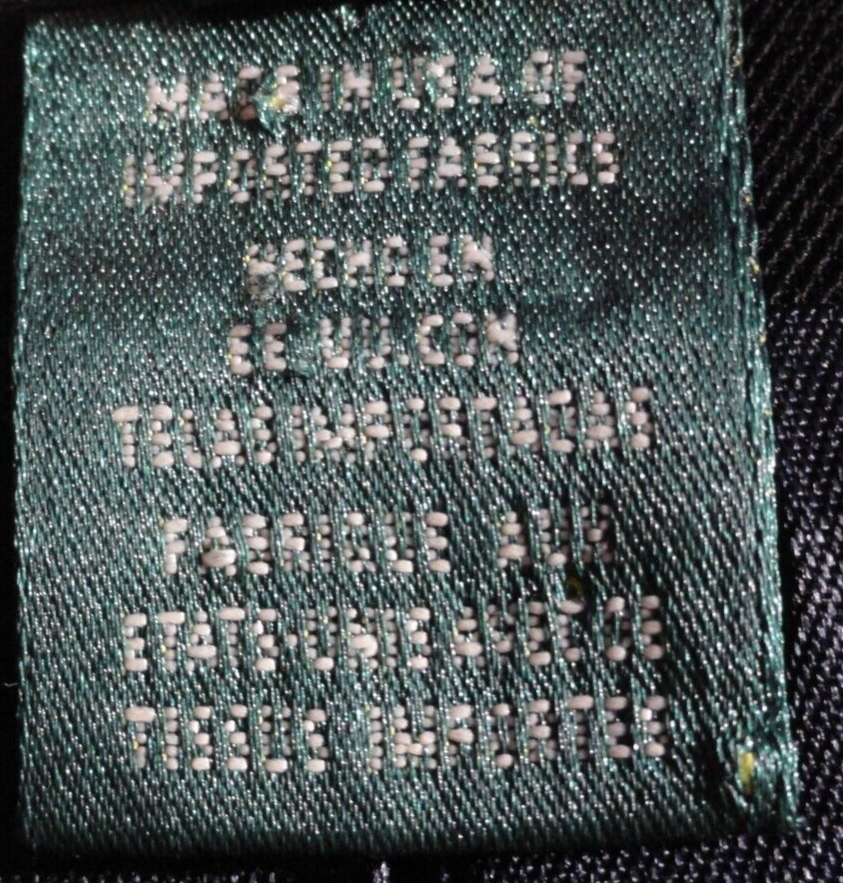 MADE IN USA OF
IMPORTED FABRICS
HECHO EN
EE UU.CON
TELAS IMPORTADAS
FABRIQUE AUX
ETATS-UNIS AVEC DE
TISSUS IMPORTES